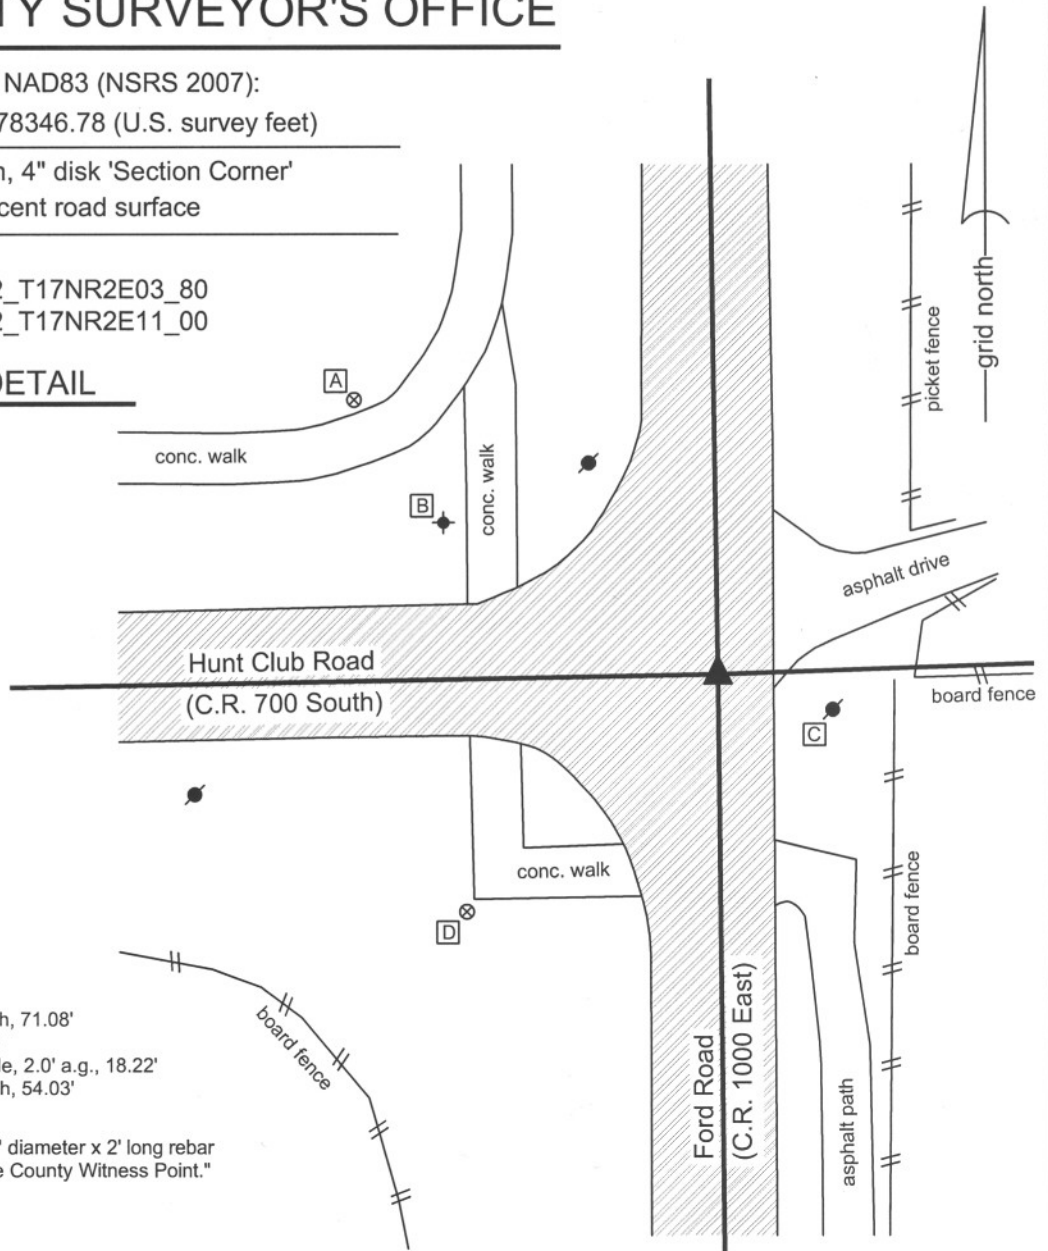 TY SURVEYOR'S OFFICE
NAD83 (NSRS 2007):
78346.78 (U.S. survey feet)
4" disk 'Section Corner'
road surface
2_T17NR2E03_80
2_T17NR2E11_00
DETAIL
grid north
picket fence
A
conc. walk
B
conc. walk
asphalt drive
Hunt Club Road
(C.R. 700 South)
board fence
C
conc. walk
D
board fence
board fence
Ford Road
(C.R. 1000 East)
asphalt path
h, 71.08'
le, 2.0' a.g., 18.22'
h, 54.03'
diameter x 2' long rebar
e County Witness Point."